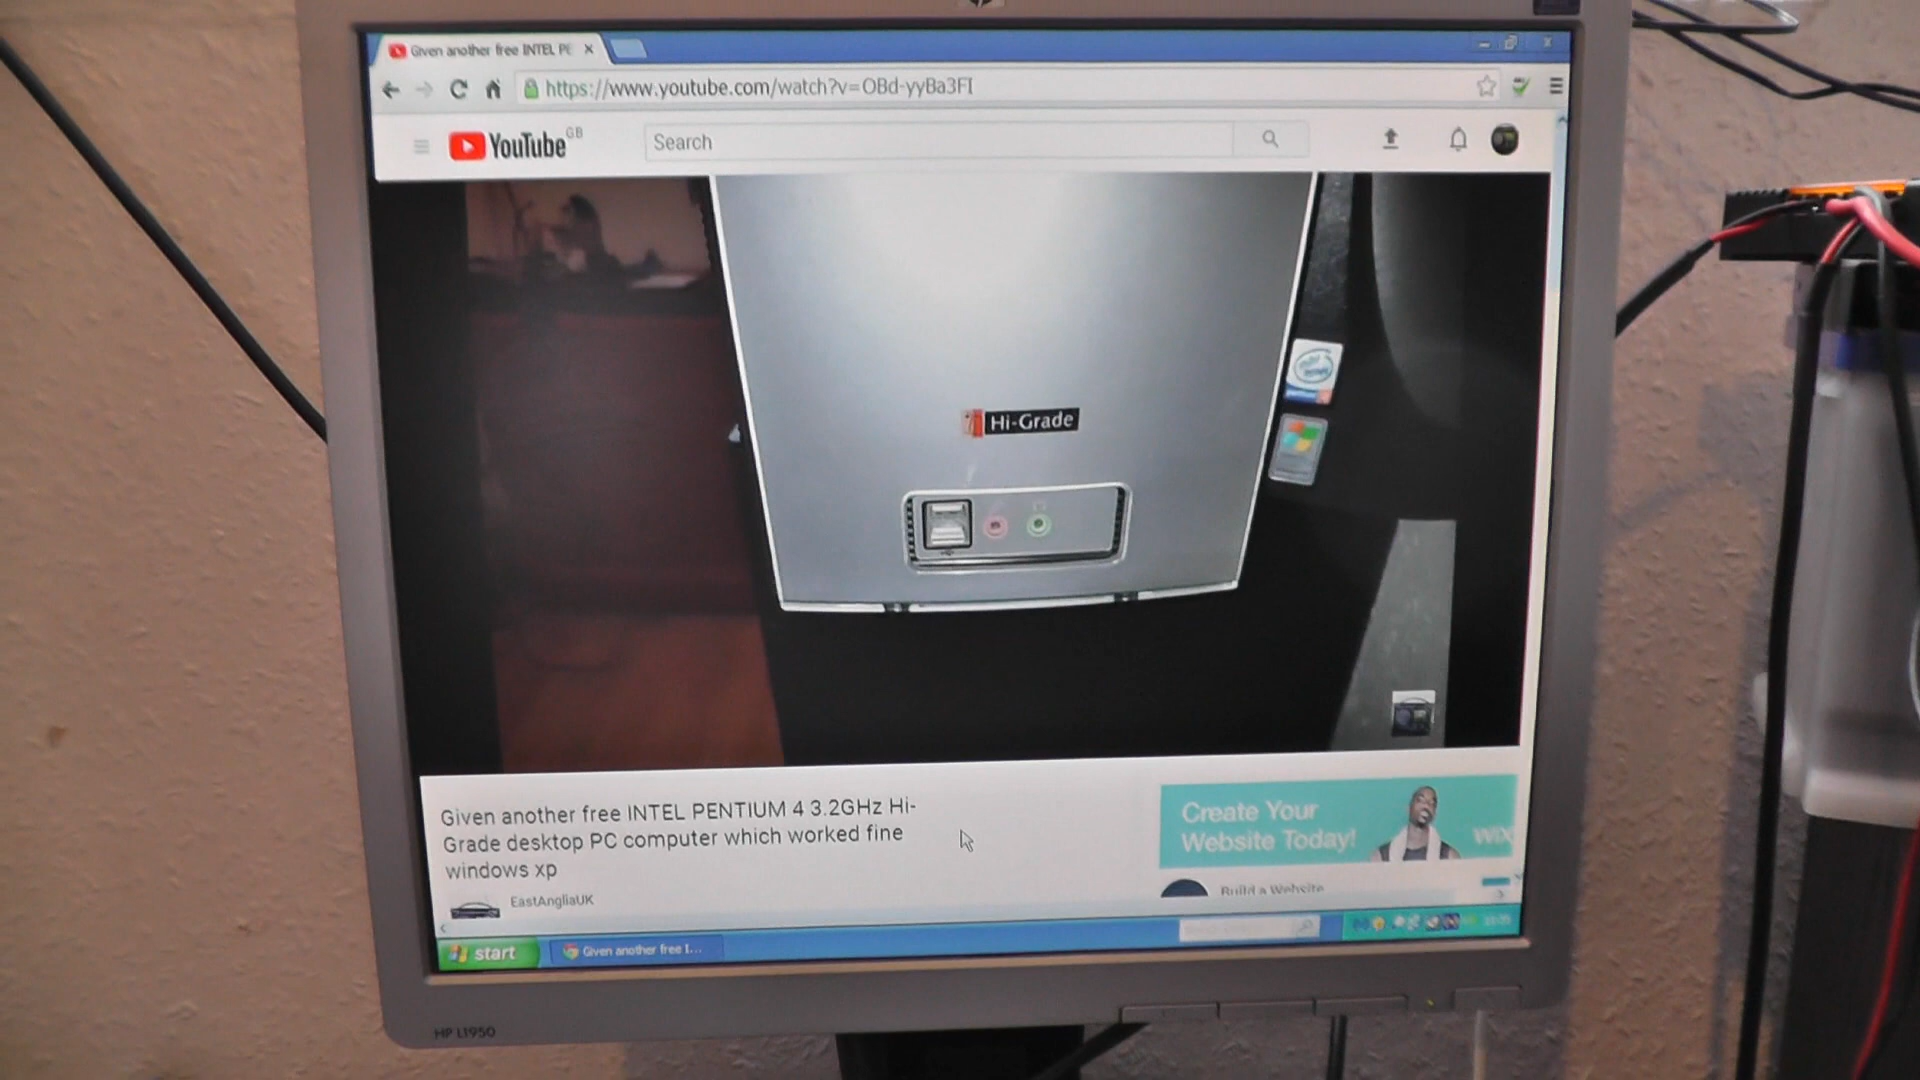 Given another free INTEL PE
https://www.youtube.com/watch?v=OBd-yyBa3FI
YouTube GB
Search
Hi-Grade
Given another free INTEL PENTIUM 4 3.2GHz Hi-
Grade desktop PC computer which worked fine
windows xp
EastAngliaUK
Create Your
Website Today!
WIX
Build a Website
start
Given another free I...
HP L1950